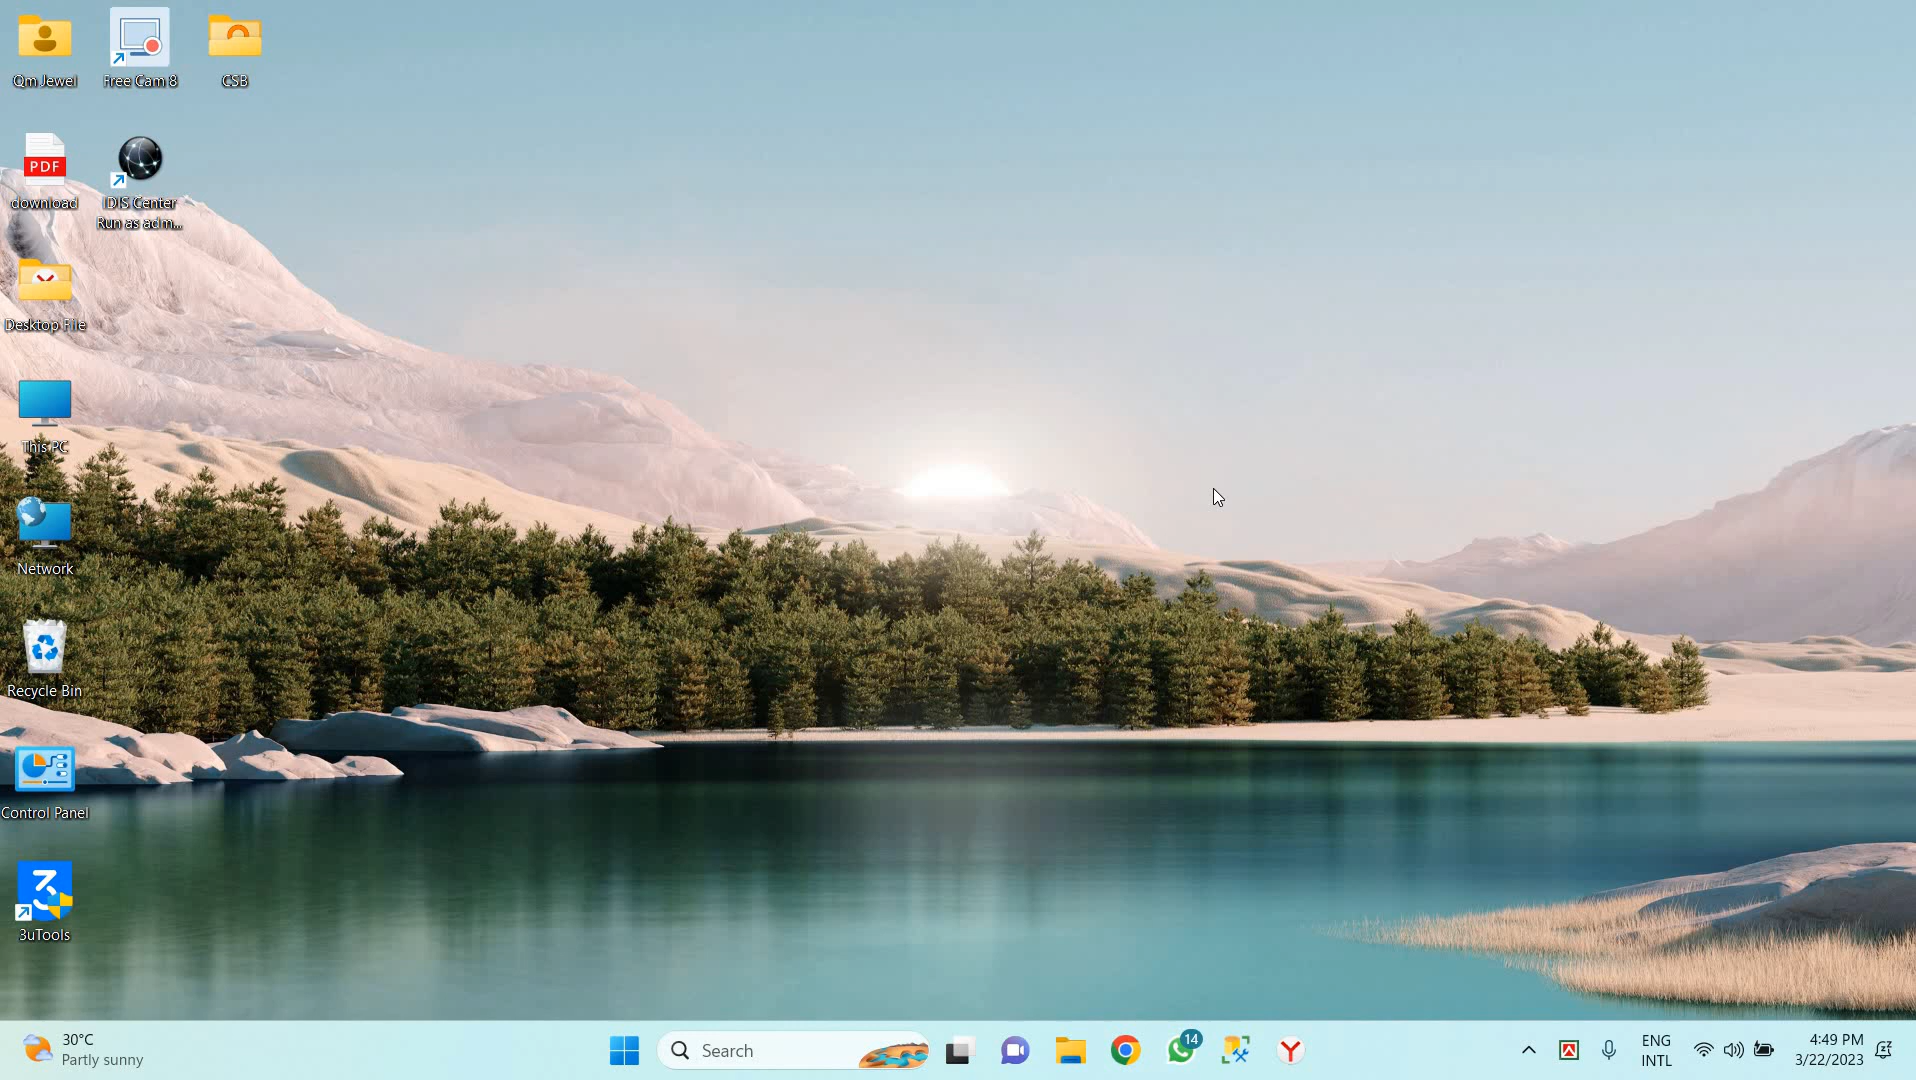 Qm Jewel
Free Cam 8
CSB
PDF
download
IDIS Center
Run as adm...
Desktop File
This PC
Network
Recycle Bin
Control Panel
3uTools
30°C
Partly sunny
Search
14
ENG
INTL
4:49 PM
3/22/2023